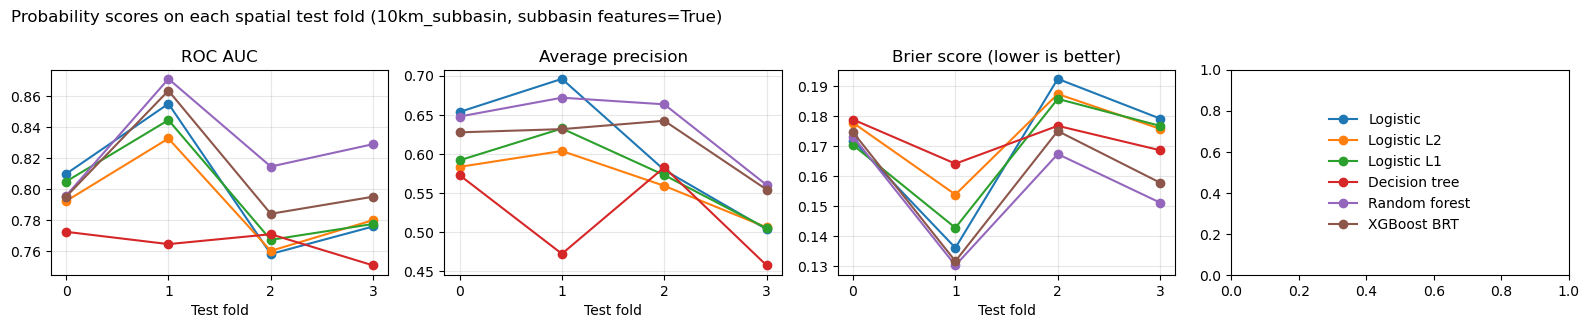 Probability scores on each spatial test fold (10km_subbasin, subbasin features=True)
ROC AUC
0.86
0.84
0.82
0.80
0.78
0.76
0 1 2 3
Test fold
Average precision
0.70
0.65
0.60
0.55
0.50
0.45
0 1 2 3
Test fold
Brier score (lower is better)
0.19
0.18
0.17
0.16
0.15
0.14
0.13
0 1 2 3
Test fold
1.0
0.8
0.6
0.4
0.2
0.0
0.0 0.2 0.4 0.6 0.8 1.0
Logistic
Logistic L2
Logistic L1
Decision tree
Random forest
XGBoost BRT